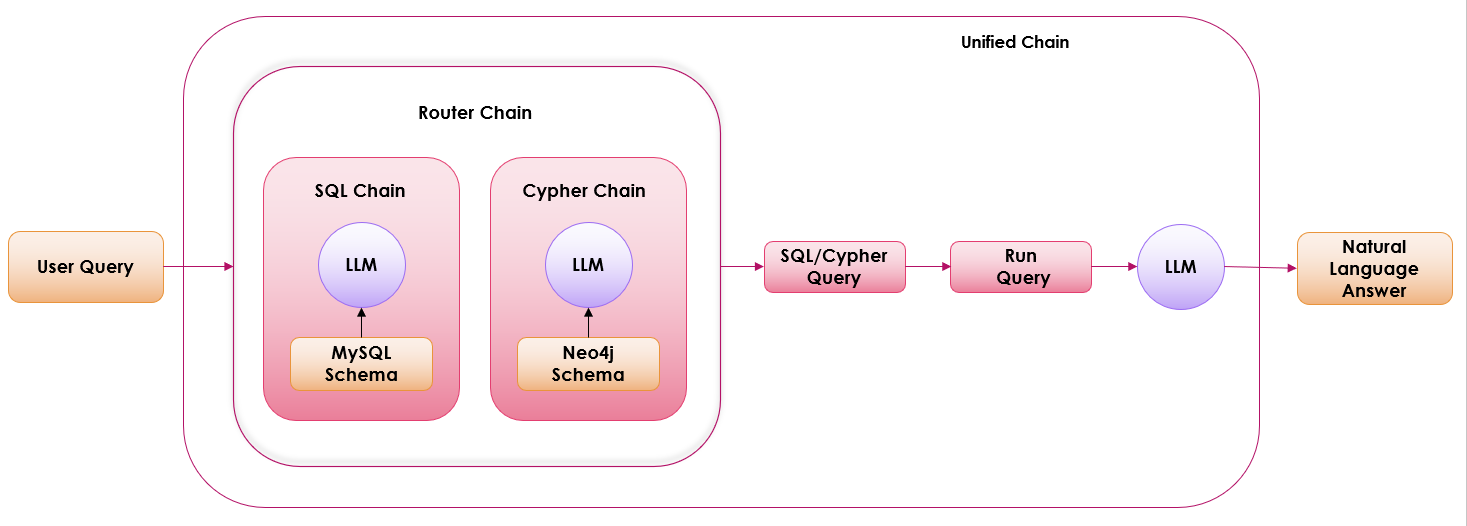 Unified Chain
Router Chain
SQL Chain
Cypher Chain
LLM
LLM
MySQL
Schema
Neo4j
Schema
User Query
SQL/Cypher
Query
Run
Query
LLM
Natural
Language
Answer